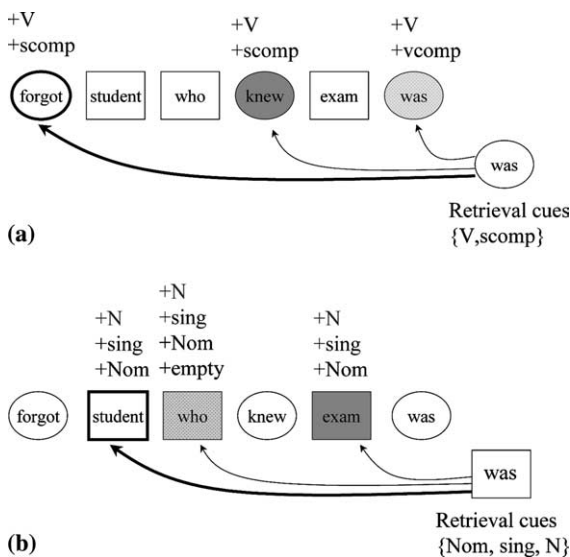 +V +V +V
+scomp +scomp +vcomp
forgot student who knew exam was
was
Retrieval cues
{V,scomp}
(a)
+N
+N +sing +N
+sing +Nom +sing
+Nom +empty +Nom
forgot student who knew exam was
was
Retrieval cues
{Nom, sing, N}
(b)